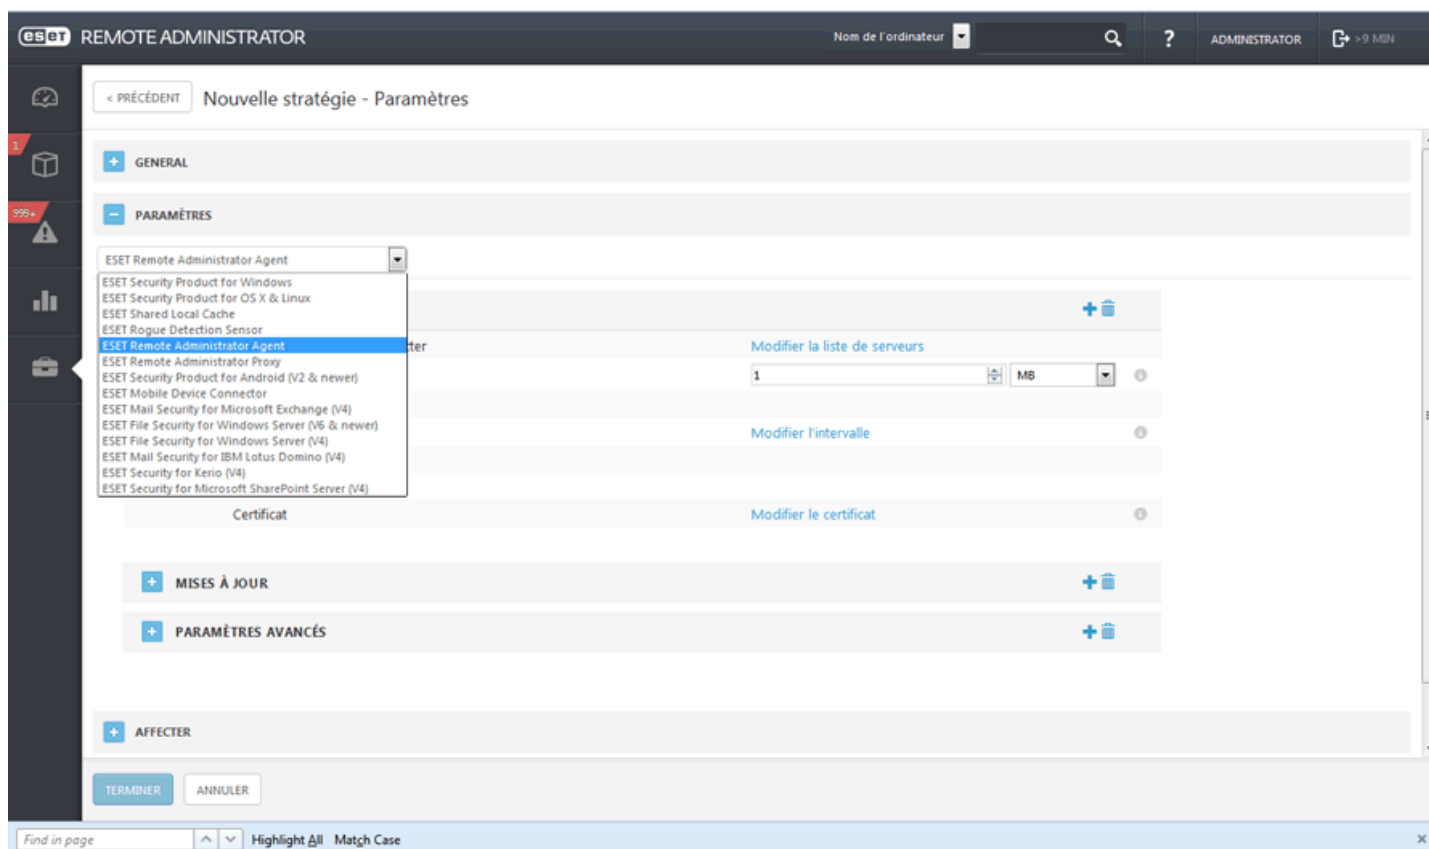 eset REMOTE ADMINISTRATOR
Nom de l'ordinateur
?
ADMINISTRATOR
>9 MIN
< PRÉCÉDENT
Nouvelle stratégie - Paramètres
1
999+
GENERAL
PARAMÈTRES
ESET Remote Administrator Agent
ESET Security Product for Windows
ESET Security Product for OS X & Linux
ESET Shared Local Cache
ESET Rogue Detection Sensor
ESET Remote Administrator Agent
ESET Remote Administrator Proxy
ESET Security Product for Android (V2 & newer)
ESET Mobile Device Connector
ESET Mail Security for Microsoft Exchange (V4)
ESET File Security for Windows Server (V6 & newer)
ESET File Security for Windows Server (V4)
ESET Mail Security for IBM Lotus Domino (V4)
ESET Security for Kerio (V4)
ESET Security for Microsoft SharePoint Server (V4)
Modifier la liste de serveurs
1
MB
Modifier l'intervalle
Certificat
Modifier le certificat
MISES À JOUR
PARAMÈTRES AVANCÉS
AFFECTER
TERMINER
ANNULER
Find in page
Highlight All
Match Case